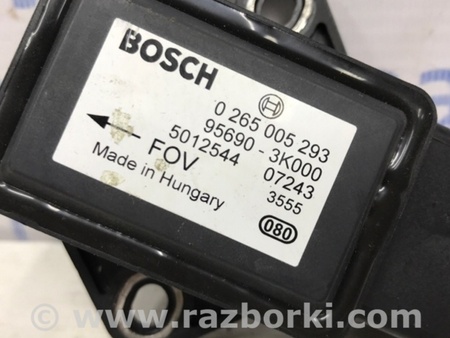 BOSCH
0 265 005 293
95690 - 3K000
5012544 07243
FOV 3555
Made in Hungary
080
© www.razborki.com